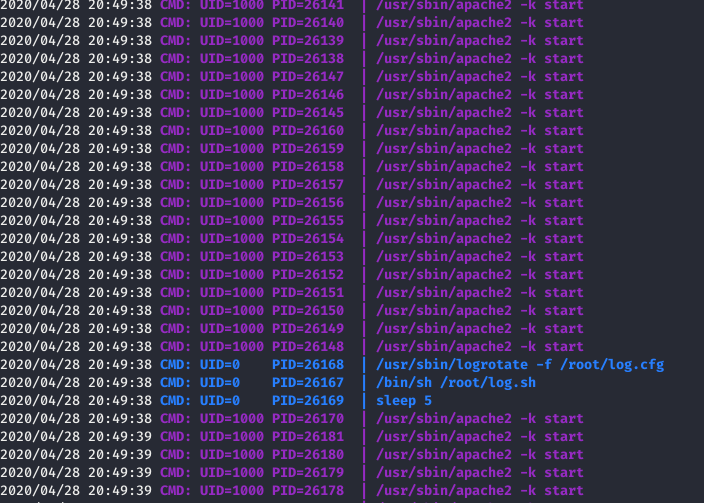 2020/04/28 20:49:38 CMD: UID=1000 PID=26141 | /usr/sbin/apache2 -k start
2020/04/28 20:49:38 CMD: UID=1000 PID=26140 | /usr/sbin/apache2 -k start
2020/04/28 20:49:38 CMD: UID=1000 PID=26139 | /usr/sbin/apache2 -k start
2020/04/28 20:49:38 CMD: UID=1000 PID=26138 | /usr/sbin/apache2 -k start
2020/04/28 20:49:38 CMD: UID=1000 PID=26147 | /usr/sbin/apache2 -k start
2020/04/28 20:49:38 CMD: UID=1000 PID=26146 | /usr/sbin/apache2 -k start
2020/04/28 20:49:38 CMD: UID=1000 PID=26145 | /usr/sbin/apache2 -k start
2020/04/28 20:49:38 CMD: UID=1000 PID=26160 | /usr/sbin/apache2 -k start
2020/04/28 20:49:38 CMD: UID=1000 PID=26159 | /usr/sbin/apache2 -k start
2020/04/28 20:49:38 CMD: UID=1000 PID=26158 | /usr/sbin/apache2 -k start
2020/04/28 20:49:38 CMD: UID=1000 PID=26157 | /usr/sbin/apache2 -k start
2020/04/28 20:49:38 CMD: UID=1000 PID=26156 | /usr/sbin/apache2 -k start
2020/04/28 20:49:38 CMD: UID=1000 PID=26155 | /usr/sbin/apache2 -k start
2020/04/28 20:49:38 CMD: UID=1000 PID=26154 | /usr/sbin/apache2 -k start
2020/04/28 20:49:38 CMD: UID=1000 PID=26153 | /usr/sbin/apache2 -k start
2020/04/28 20:49:38 CMD: UID=1000 PID=26152 | /usr/sbin/apache2 -k start
2020/04/28 20:49:38 CMD: UID=1000 PID=26151 | /usr/sbin/apache2 -k start
2020/04/28 20:49:38 CMD: UID=1000 PID=26150 | /usr/sbin/apache2 -k start
2020/04/28 20:49:38 CMD: UID=1000 PID=26149 | /usr/sbin/apache2 -k start
2020/04/28 20:49:38 CMD: UID=1000 PID=26148 | /usr/sbin/apache2 -k start
2020/04/28 20:49:38 CMD: UID=0    PID=26168 | /usr/sbin/logrotate -f /root/log.cfg
2020/04/28 20:49:38 CMD: UID=0    PID=26167 | /bin/sh /root/log.sh
2020/04/28 20:49:38 CMD: UID=0    PID=26169 | sleep 5
2020/04/28 20:49:38 CMD: UID=1000 PID=26170 | /usr/sbin/apache2 -k start
2020/04/28 20:49:39 CMD: UID=1000 PID=26181 | /usr/sbin/apache2 -k start
2020/04/28 20:49:39 CMD: UID=1000 PID=26180 | /usr/sbin/apache2 -k start
2020/04/28 20:49:39 CMD: UID=1000 PID=26179 | /usr/sbin/apache2 -k start
2020/04/28 20:49:39 CMD: UID=1000 PID=26178 | /usr/sbin/apache2 -k start